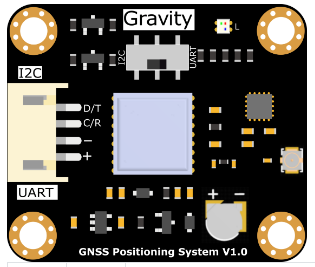 Gravity
L
I2C
I2C
UART
D/T
C/R
−
+
UART
+ −
GNSS Positioning System V1.0